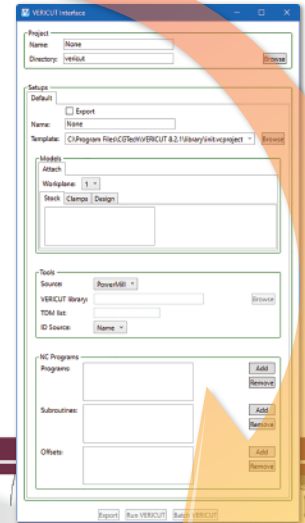 VERICUT Interface
Project
Name: None
Directory: vericut Browse
Setups
Default
Export
Name: None
Template: C:\Program Files\CGTech\VERICUT 8.2.1\library\init.vcproject Browse
Models
Attach
Workplane: 1
Stock Clamps Design
Tools
Source: PowerMill
VERICUT library: Browse
TDM list:
ID Source: Name
NC Programs
Programs: Add
Remove
Subroutines: Add
Remove
Offsets: Add
Remove
Export Run VERICUT Batch VERICUT